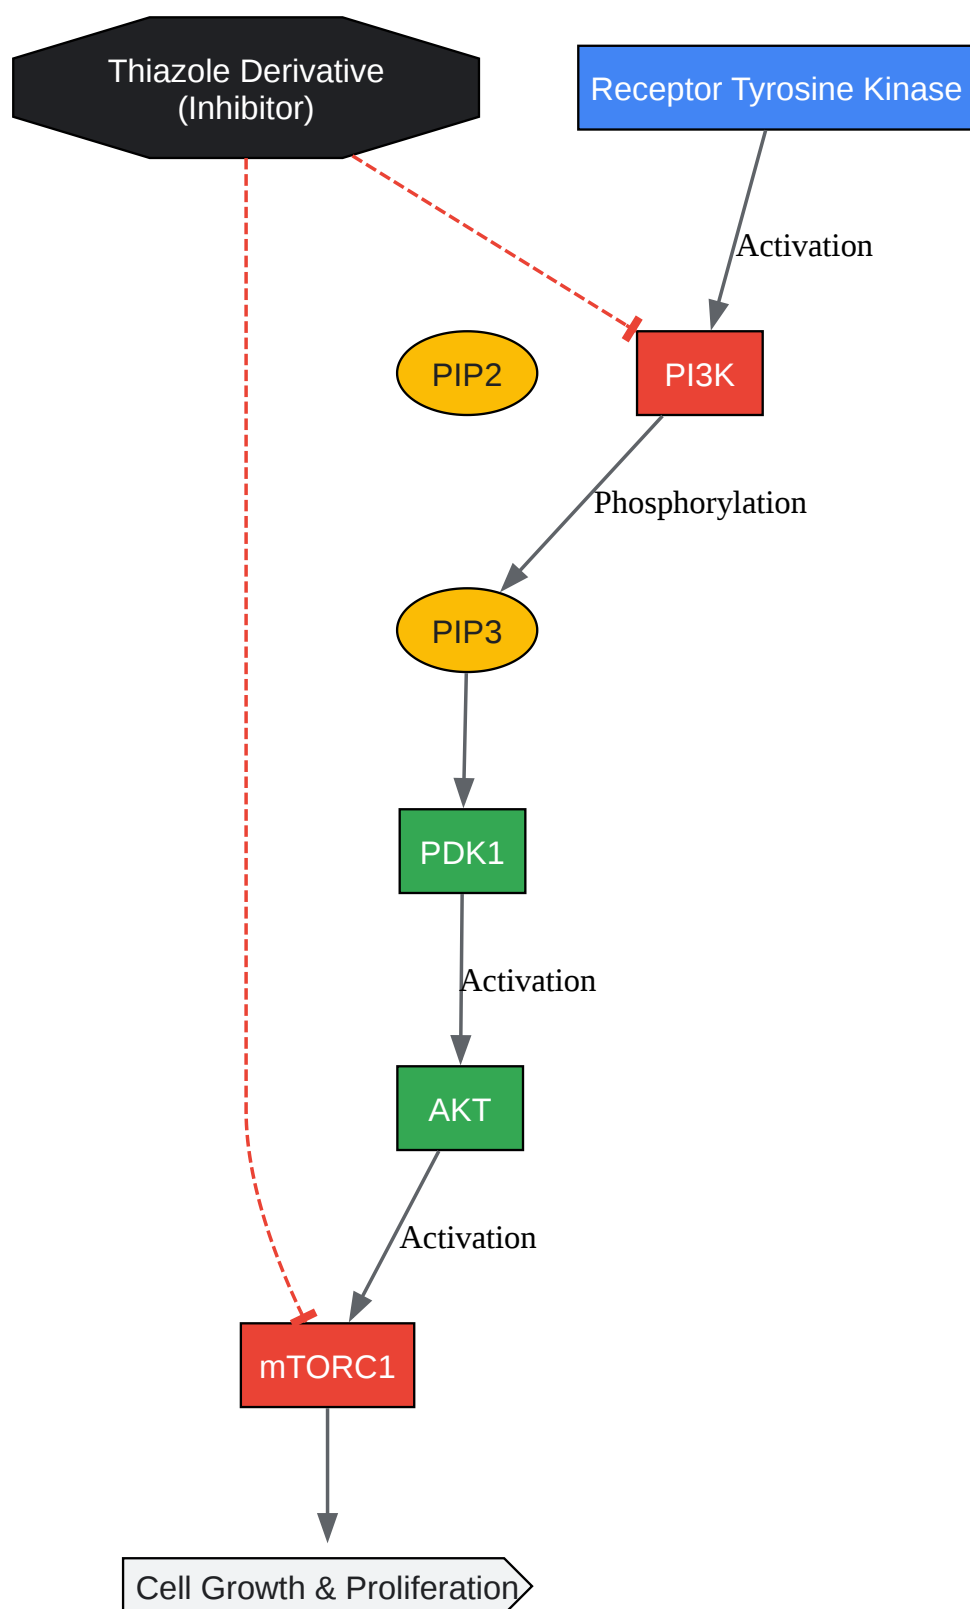 Thiazole Derivative
(Inhibitor)
Receptor Tyrosine Kinase
Activation
PIP2
PI3K
Phosphorylation
PIP3
PDK1
Activation
AKT
Activation
mTORC1
Cell Growth & Proliferation